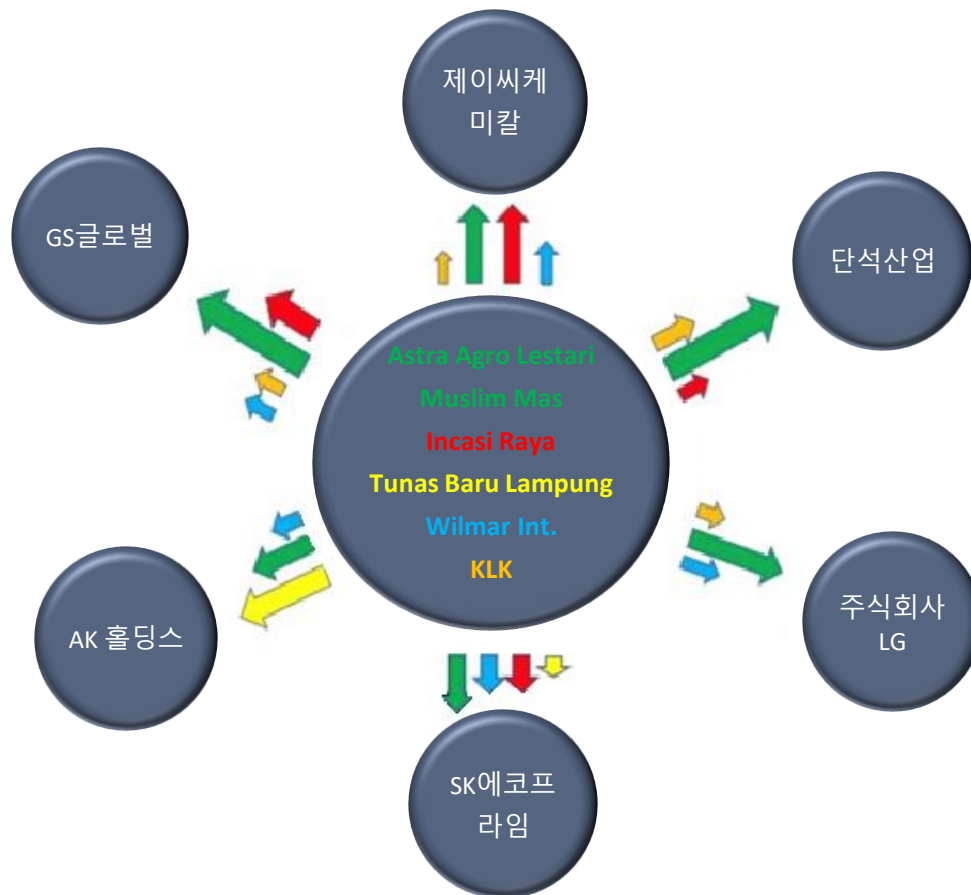 제이씨케
미칼
GS글로벌
단석산업
Astra Agro Lestari
Muslim Mas
Incasi Raya
Tunas Baru Lampung
Wilmar Int.
KLK
AK 홀딩스
주식회사
LG
SK에코프
라임